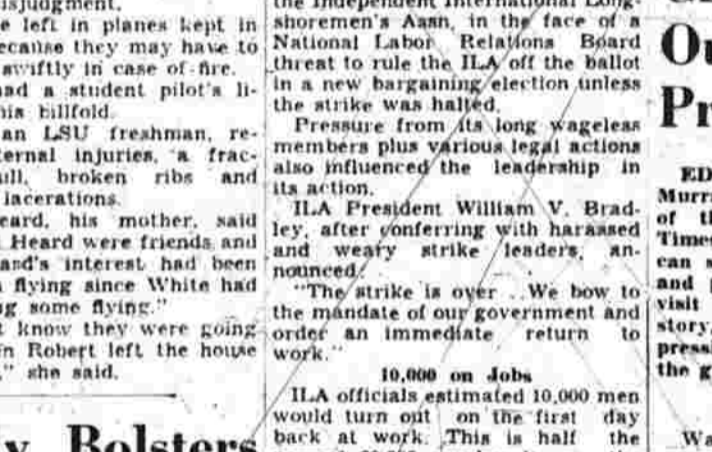 isjudgment.
e left in planes kept in
ecause they may have to
swiftly in case of fire.
ad a student pilot's li-
his billfold.
an LSU freshman, re-
ternal injuries, a frac-
ull, broken ribs and
lacerations.
eard, his mother, said
Heard were friends and
and's interest had been
flying since White had
g some flying."
t know they were going
n Robert left the house
" she said.
y Bolsters
the Independent International Long-
shoremen's Assn, in the face of a
National Labor Relations Board
threat to rule the ILA off the ballot
in a new bargaining election unless
the strike was halted.
Pressure from its long wageless
members plus various legal actions
also influenced the leadership in
its action.
ILA President William V. Brad-
ley, after conferring with harassed
and weary strike leaders, an-
nounced:
"The strike is over .. We bow to
the mandate of our government and
order an immediate return to
work."
10,000 on Jobs
ILA officials estimated 10,000 men
would turn out on the first day
back at work. This is half the
Ou
Pr
ED
Murr
of t
Time
can s
and
visit
story,
press
the g
Wa